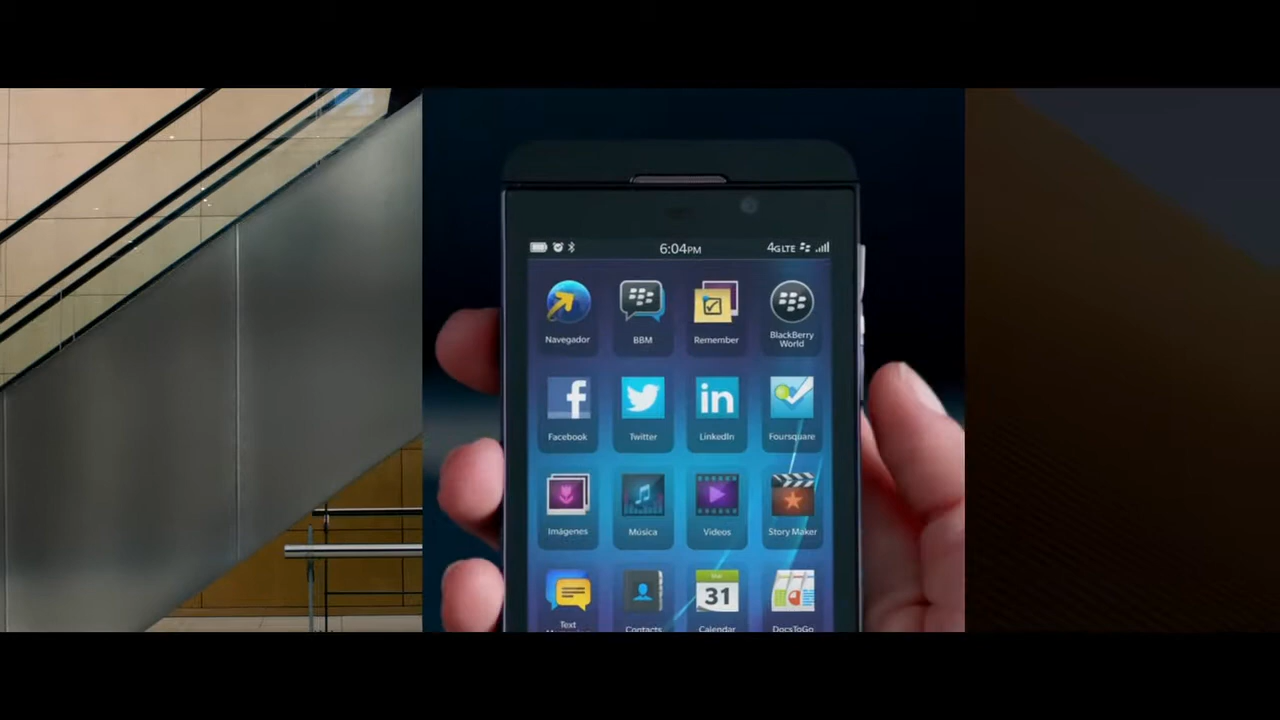 6:04PM
4GLTE
Navegador
BBM
Remember
BlackBerry
World
f
Facebook
Twitter
in
LinkedIn
Foursquare
Imágenes
Música
Videos
Story Maker
31
Text
Contacts
Calendar
DocsToGo